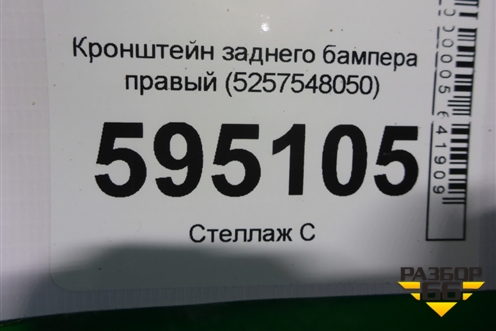 Кронштейн заднего бампера
правый (5257548050)
595105
Стеллаж С
РАЗБОР
66